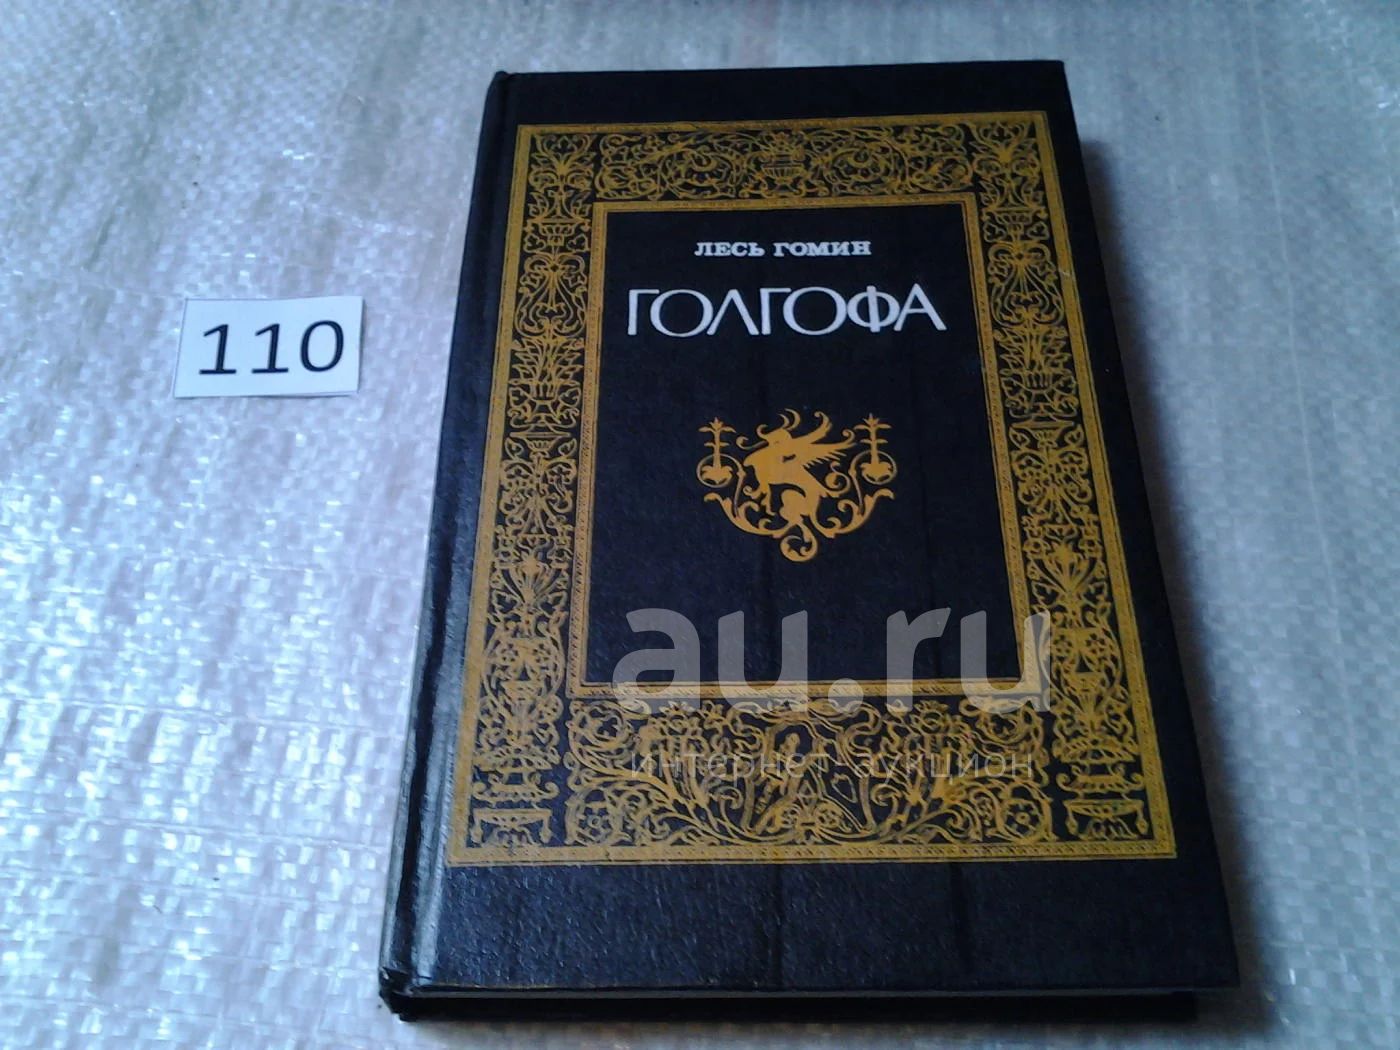 ЛЕСЬ ГОМИН
ГОЛГОФА
110
au.ru
интернет-аукцион